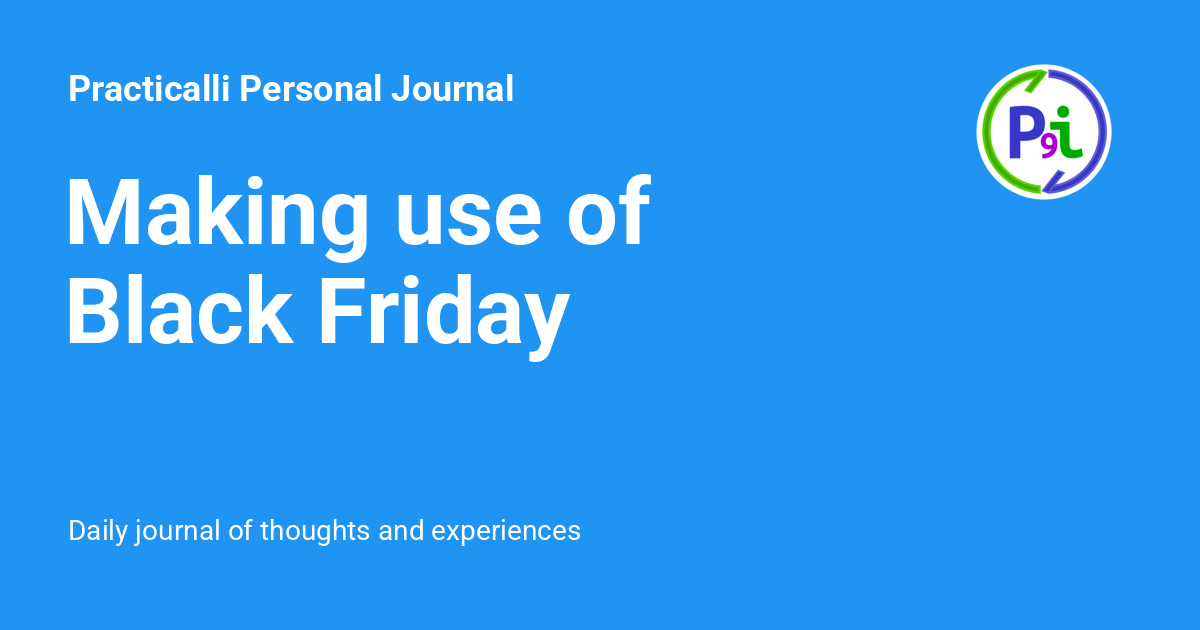 Practicalli Personal Journal
P9i
Making use of
Black Friday
Daily journal of thoughts and experiences